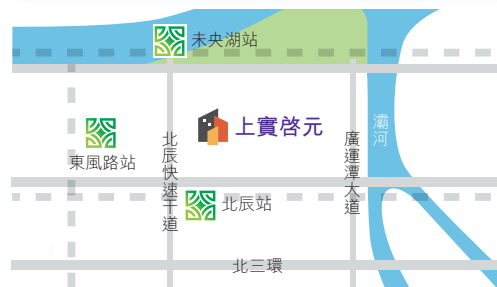 未央湖站
上實啓元
灞河
北辰快速干道
廣運潭大道
東風路站
北辰站
北三環